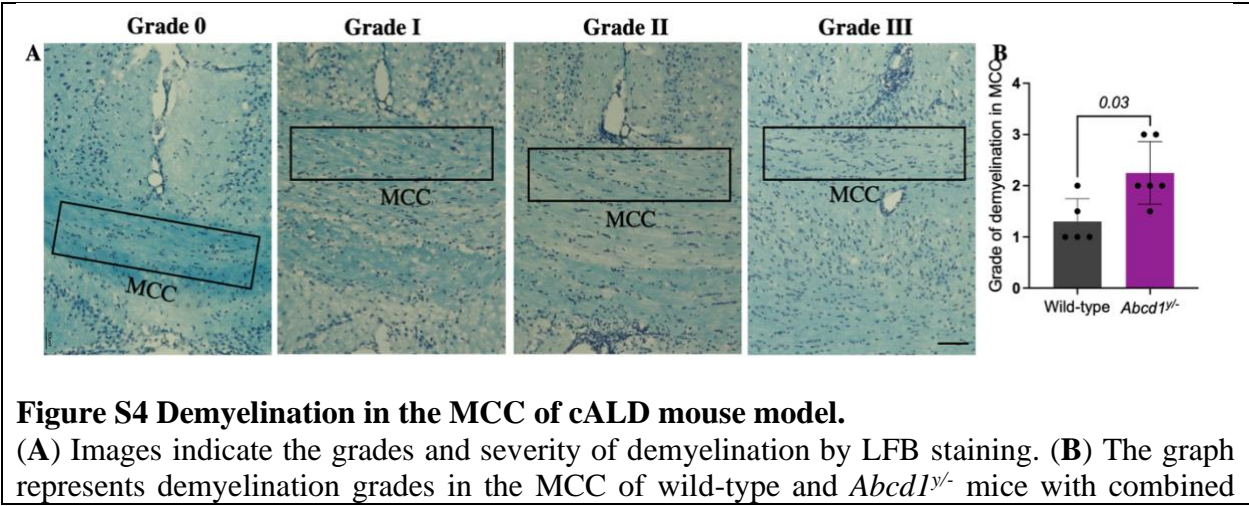 Grade 0 Grade I Grade II Grade III
A
MCC
MCC
MCC
MCC
B
Grade of demyelination in MCC
4
3
2
1
0
0.03
Wild-type Abcd1y/-
Figure S4 Demyelination in the MCC of cALD mouse model.
(A) Images indicate the grades and severity of demyelination by LFB staining. (B) The graph
represents demyelination grades in the MCC of wild-type and Abcd1y/- mice with combined